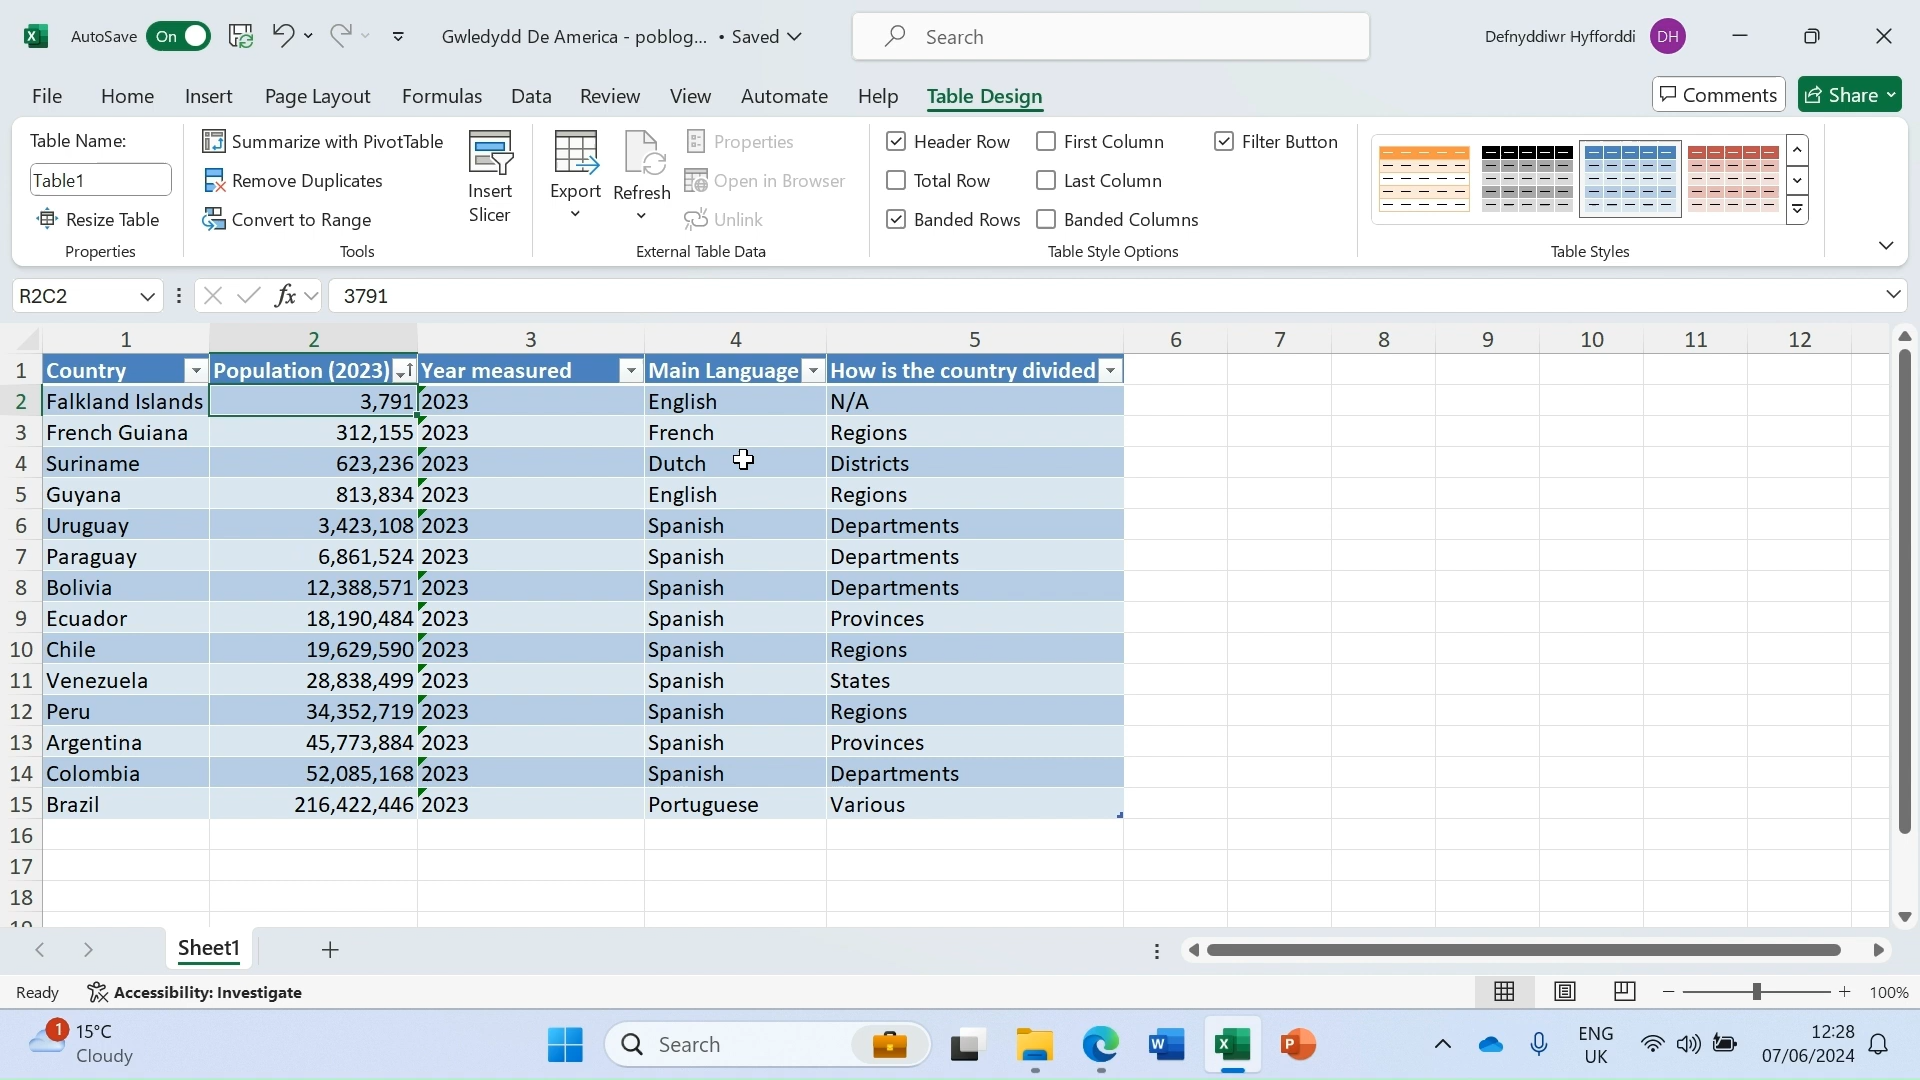 AutoSave On Gwledydd De America - poblog... • Saved Search Defnyddiwr Hyfforddi DH
File Home Insert Page Layout Formulas Data Review View Automate Help Table Design Comments Share
Table Name:
Table1
Resize Table
Properties
Summarize with PivotTable
Remove Duplicates
Convert to Range
Tools
Insert
Slicer
Export
Refresh
Properties
Open in Browser
Unlink
External Table Data
Header Row First Column Filter Button
Total Row Last Column
Banded Rows Banded Columns
Table Style Options
Table Styles
R2C2 fx 3791
1 2 3 4 5 6 7 8 9 10 11 12
1 Country Population (2023) Year measured Main Language How is the country divided
2 Falkland Islands 3,791 2023 English N/A
3 French Guiana 312,155 2023 French Regions
4 Suriname 623,236 2023 Dutch Districts
5 Guyana 813,834 2023 English Regions
6 Uruguay 3,423,108 2023 Spanish Departments
7 Paraguay 6,861,524 2023 Spanish Departments
8 Bolivia 12,388,571 2023 Spanish Departments
9 Ecuador 18,190,484 2023 Spanish Provinces
10 Chile 19,629,590 2023 Spanish Regions
11 Venezuela 28,838,499 2023 Spanish States
12 Peru 34,352,719 2023 Spanish Regions
13 Argentina 45,773,884 2023 Spanish Provinces
14 Colombia 52,085,168 2023 Spanish Departments
15 Brazil 216,422,446 2023 Portuguese Various
16
17
18
19
Sheet1
Ready Accessibility: Investigate 100%
1 15°C
Cloudy
Search
ENG
UK
12:28
07/06/2024